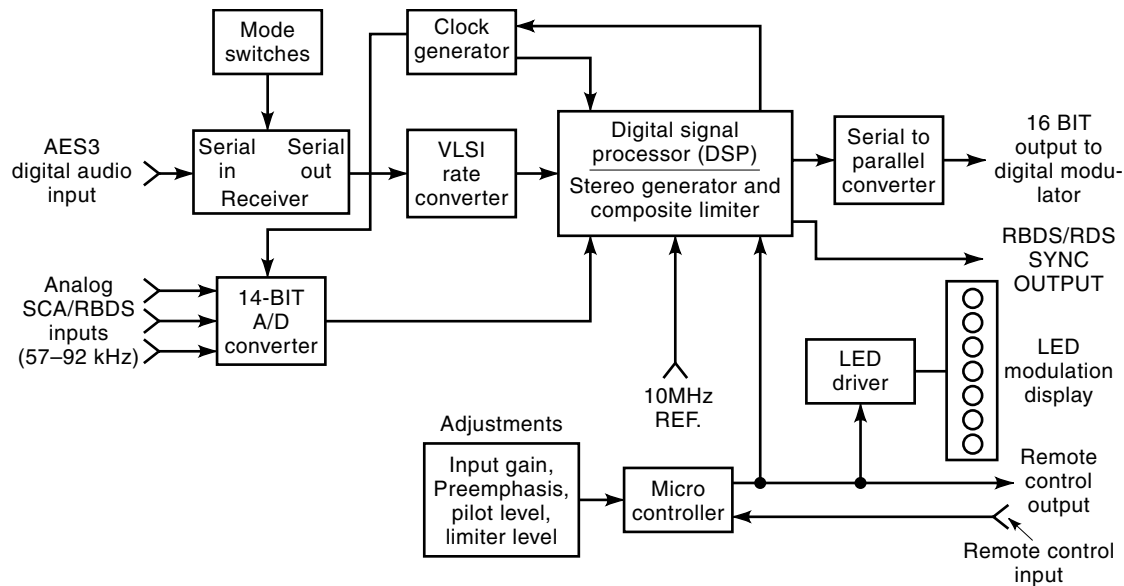 Mode
switches
Clock
generator
AES3
digital audio
input
Serial
in
Serial
out
Receiver
VLSI
rate
converter
Digital signal
processor (DSP)
Stereo generator and
composite limiter
Serial to
parallel
converter
16 BIT
output to
digital modu-
lator
RBDS/RDS
SYNC
OUTPUT
Analog
SCA/RBDS
inputs
(57–92 kHz)
14-BIT
A/D
converter
10MHz
REF.
LED
driver
LED
modulation
display
Adjustments
Input gain,
Preemphasis,
pilot level,
limiter level
Micro
controller
Remote
control
output
Remote control
input